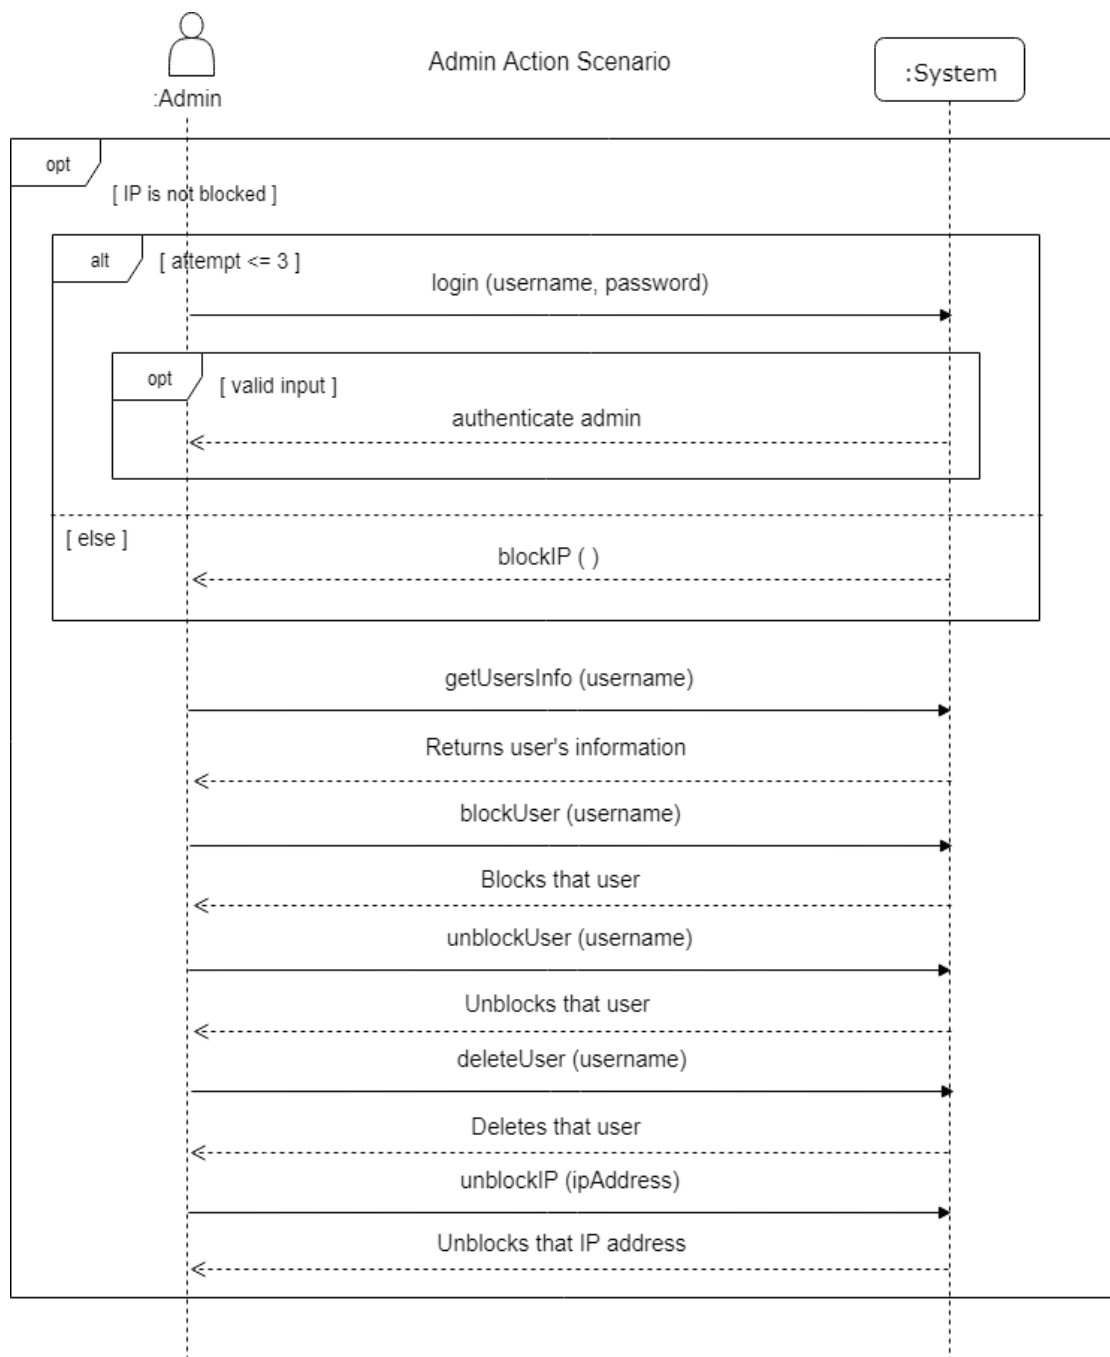 Admin Action Scenario
:Admin
:System
opt
[ IP is not blocked ]
alt
[ attempt <= 3 ]
login (username, password)
opt
[ valid input ]
authenticate admin
[ else ]
blockIP ( )
getUsersInfo (username)
Returns user's information
blockUser (username)
Blocks that user
unblockUser (username)
Unblocks that user
deleteUser (username)
Deletes that user
unblockIP (ipAddress)
Unblocks that IP address